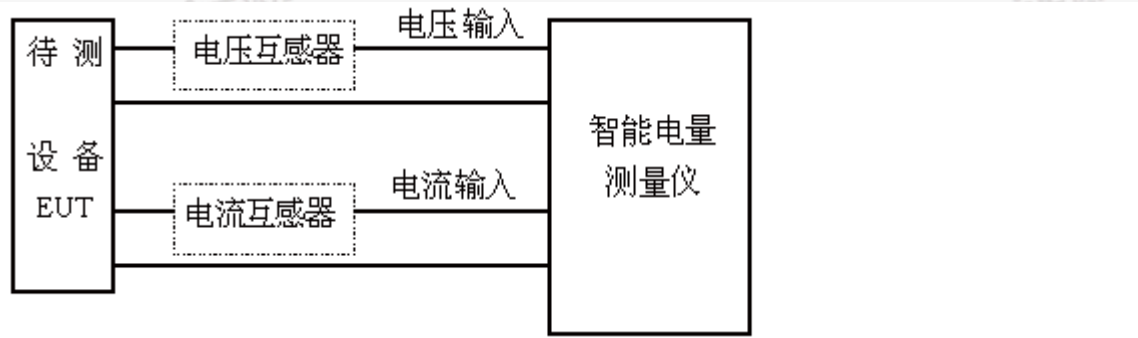 待 测
设 备
EUT
电压互感器
电压输入
电流互感器
电流输入
智能电量
测量仪